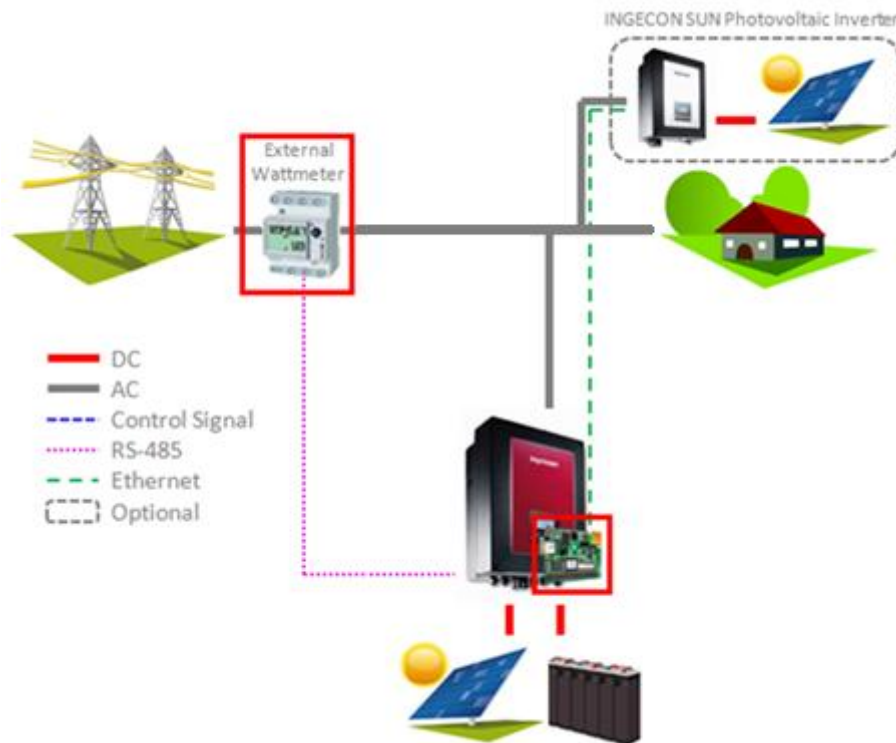 INGECON SUN Photovoltaic Inverter
External
Wattmeter
DC
AC
Control Signal
RS-485
Ethernet
Optional